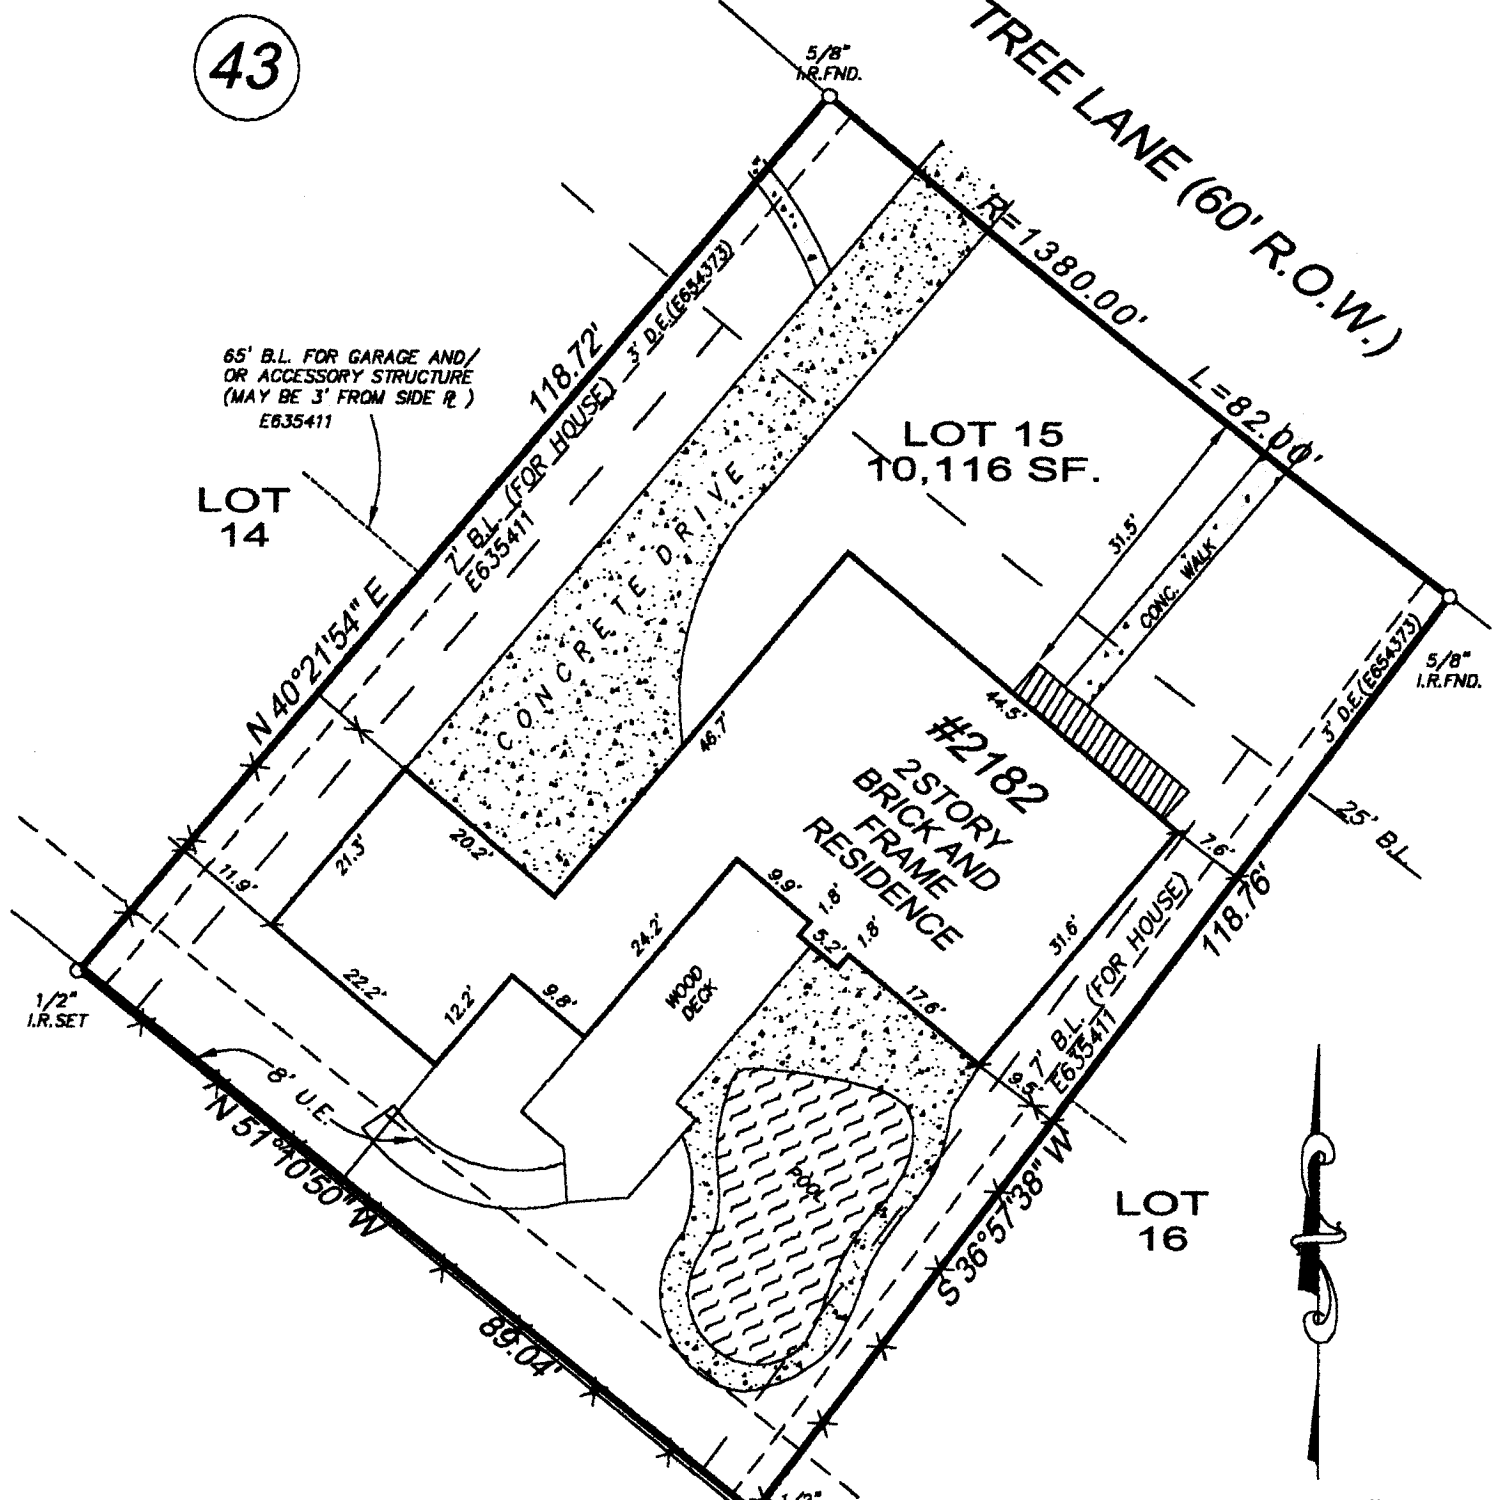 43
5/8"
I.R.FND.
TREE LANE (60' R.O.W.)
R=1380.00'
L=82.00'
118.72'
3' D.E.(E654373)
65' B.L. FOR GARAGE AND/
OR ACCESSORY STRUCTURE
(MAY BE 3' FROM SIDE ℞ )
E635411
LOT
14
7' B.L. (FOR HOUSE)
E635411
LOT 15
10,116 SF.
CONCRETE DRIVE
31.5'
CONC. WALK
N 40°21'54" E
5/8"
I.R.FND.
3' D.E.(E654373)
44.5'
46.7'
#2182
2 STORY
BRICK AND
FRAME
RESIDENCE
25' B.L.
7.6'
20.2'
21.3'
11.9'
9.9'
1.8'
5.2'
1.8'
24.2'
31.6'
118.76'
7' B.L. (FOR HOUSE)
E635411
22.2'
12.2'
9.8'
WOOD
DECK
17.6'
9.5'
1/2"
I.R.SET
8' U.E.
N 51°10'50" W
POOL
S 36°57'38" W
LOT
16
89.04'
1/2"